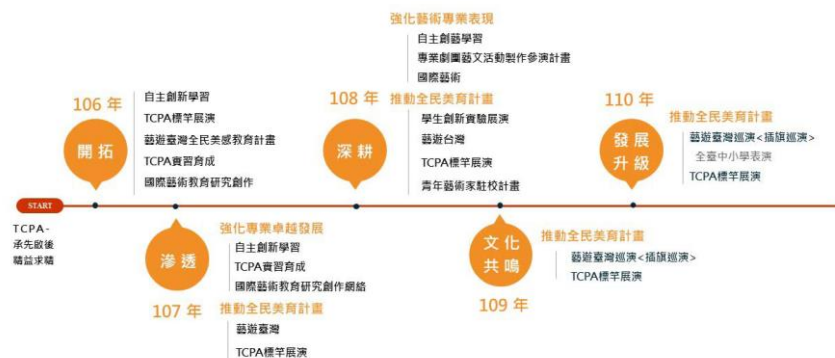 START
TCPA-
承先啟後
精益求精
106 年
開拓
自主創新學習
TCPA標竿展演
藝遊臺灣全民美感教育計畫
TCPA實習育成
國際藝術教育研究創作
滲透
107 年
強化專業卓越發展
自主創新學習
TCPA實習育成
國際藝術教育研究創作網絡
推動全民美育計畫
藝遊臺灣
TCPA標竿展演
108 年
深耕
強化藝術專業表現
自主創藝學習
專業劇團藝文活動製作參演計畫
國際藝術
推動全民美育計畫
學生創新實驗展演
藝遊台灣
TCPA標竿展演
青年藝術家駐校計畫
文化
共鳴
109 年
推動全民美育計畫
藝遊臺灣巡演<插旗巡演>
TCPA標竿展演
110 年
發展
升級
推動全民美育計畫
藝遊臺灣巡演<插旗巡演>
全臺中小學表演
TCPA標竿展演